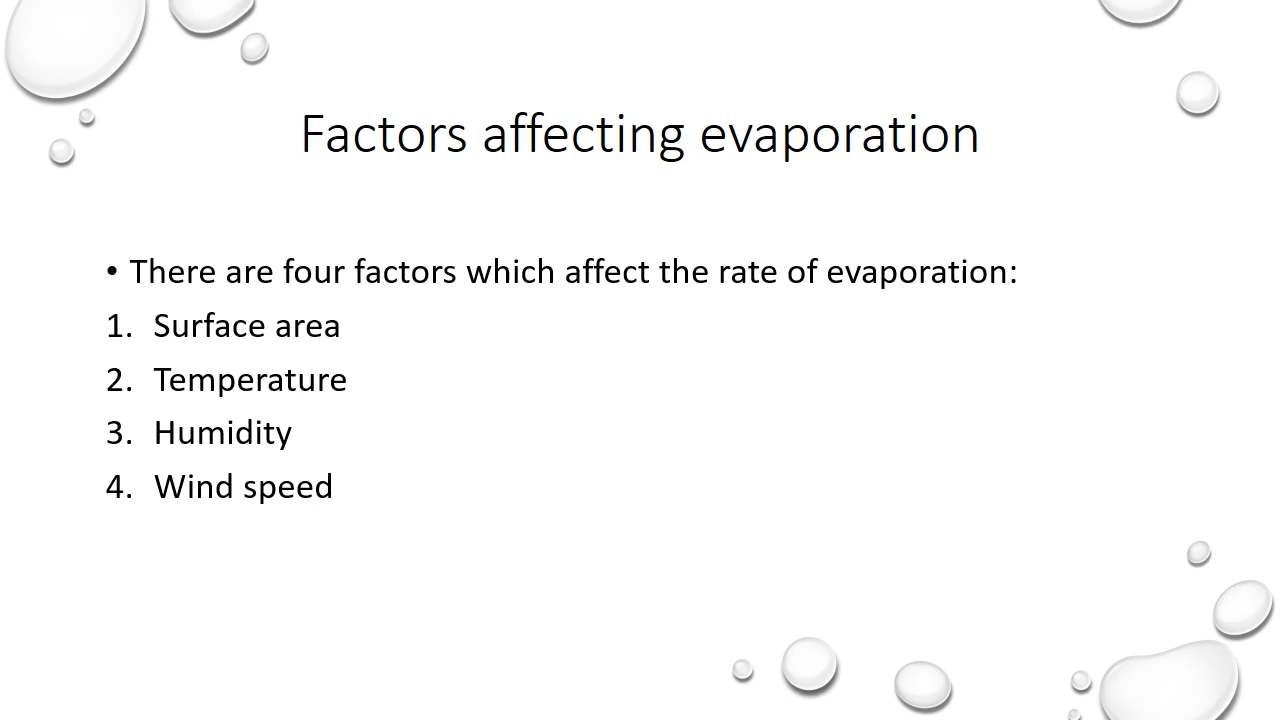 Factors affecting evaporation
• There are four factors which affect the rate of evaporation:
1. Surface area
2. Temperature
3. Humidity
4. Wind speed